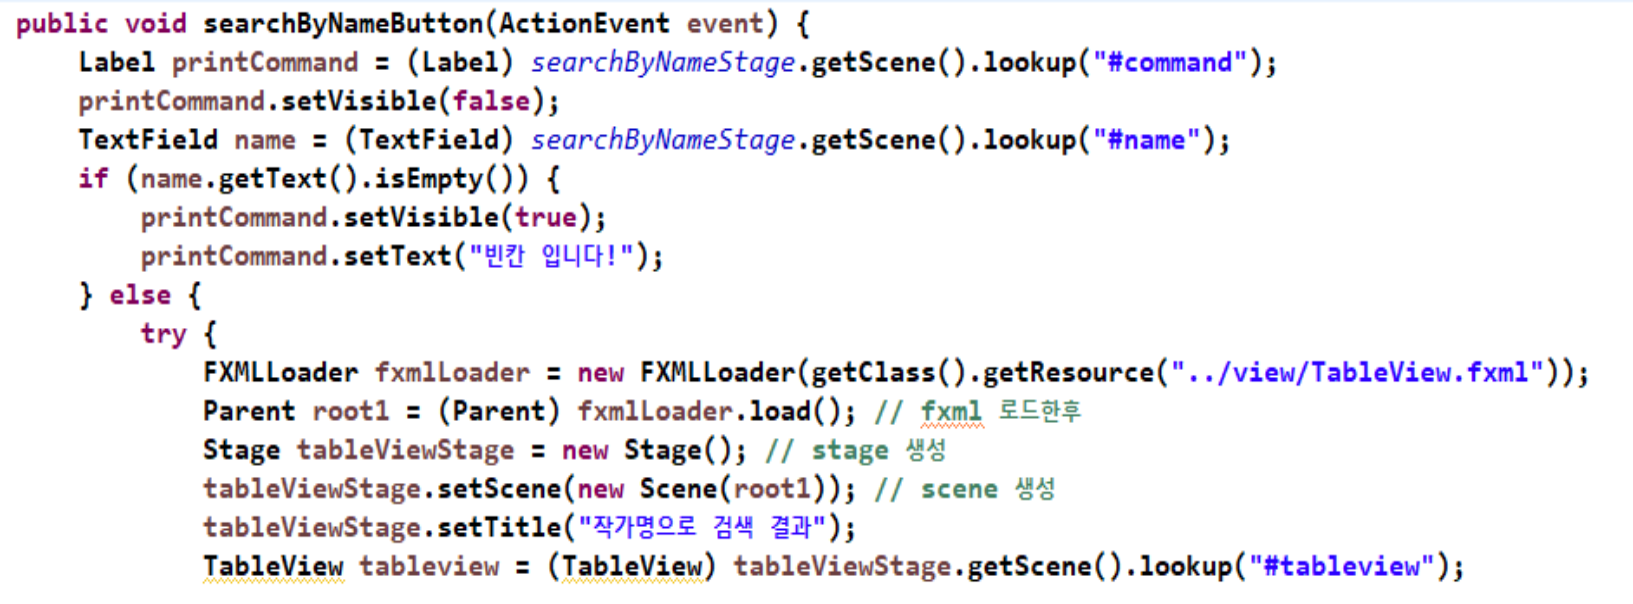 public void searchByNameButton(ActionEvent event) {
Label printCommand = (Label) searchByNameStage.getScene().lookup("#command");
printCommand.setVisible(false);
TextField name = (TextField) searchByNameStage.getScene().lookup("#name");
if (name.getText().isEmpty()) {
printCommand.setVisible(true);
printCommand.setText("빈칸 입니다!");
} else {
try {
FXMLLoader fxmlLoader = new FXMLLoader(getClass().getResource("../view/TableView.fxml"));
Parent root1 = (Parent) fxmlLoader.load(); // fxml 로드한후
Stage tableViewStage = new Stage(); // stage 생성
tableViewStage.setScene(new Scene(root1)); // scene 생성
tableViewStage.setTitle("작가명으로 검색 결과");
TableView tableview = (TableView) tableViewStage.getScene().lookup("#tableview");